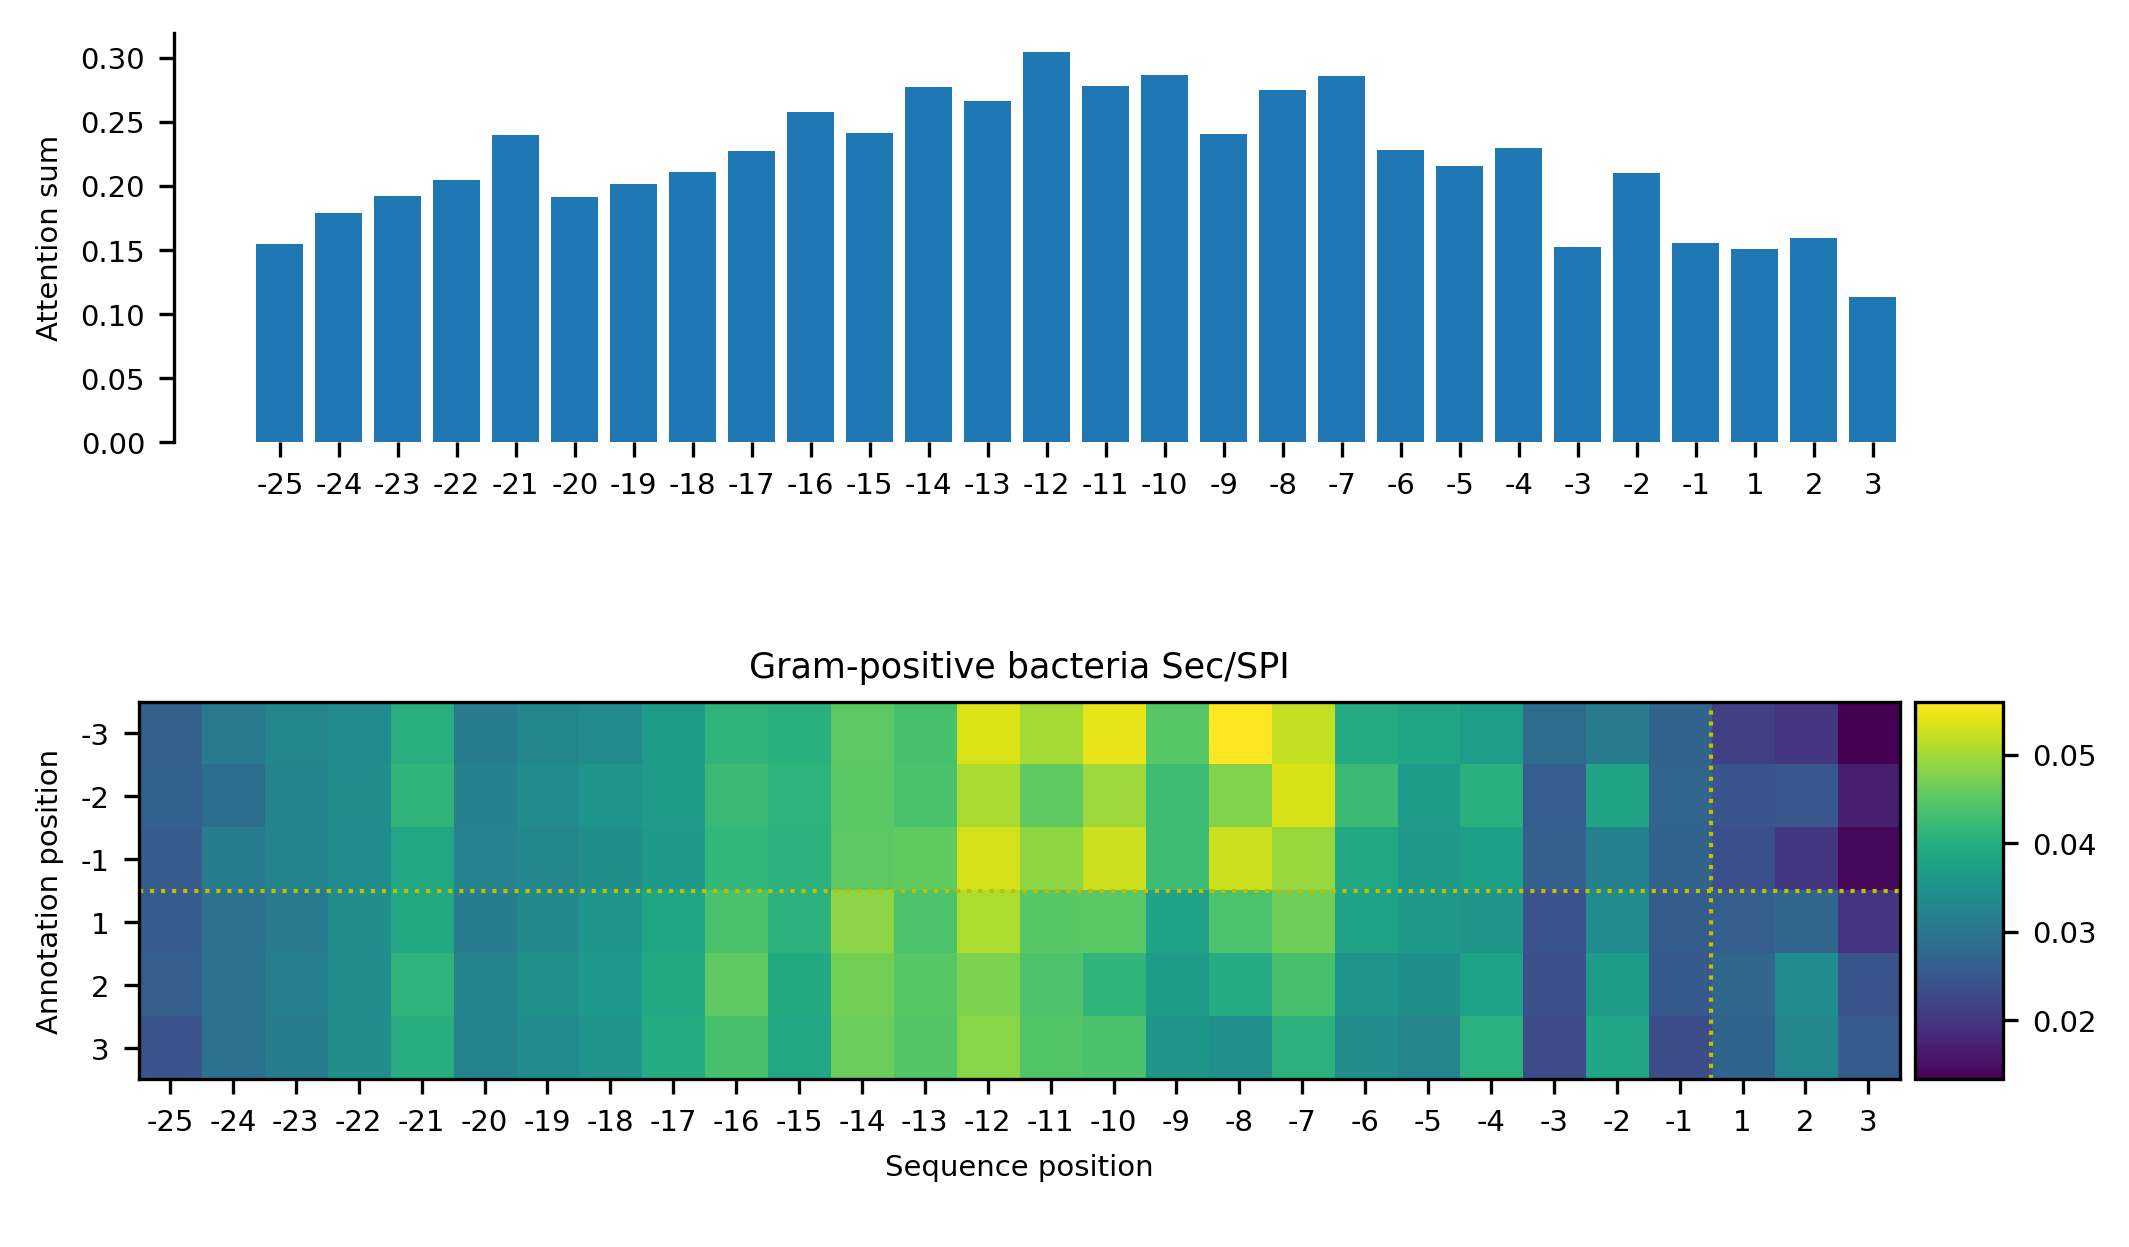 0.30
0.25
0.20
0.15
0.10
0.05
0.00
Attention sum
-25 -24 -23 -22 -21 -20 -19 -18 -17 -16 -15 -14 -13 -12 -11 -10 -9 -8 -7 -6 -5 -4 -3 -2 -1 1 2 3
Gram-positive bacteria Sec/SPI
Annotation position
-3
-2
-1
1
2
3
0.05
0.04
0.03
0.02
-25 -24 -23 -22 -21 -20 -19 -18 -17 -16 -15 -14 -13 -12 -11 -10 -9 -8 -7 -6 -5 -4 -3 -2 -1 1 2 3
Sequence position